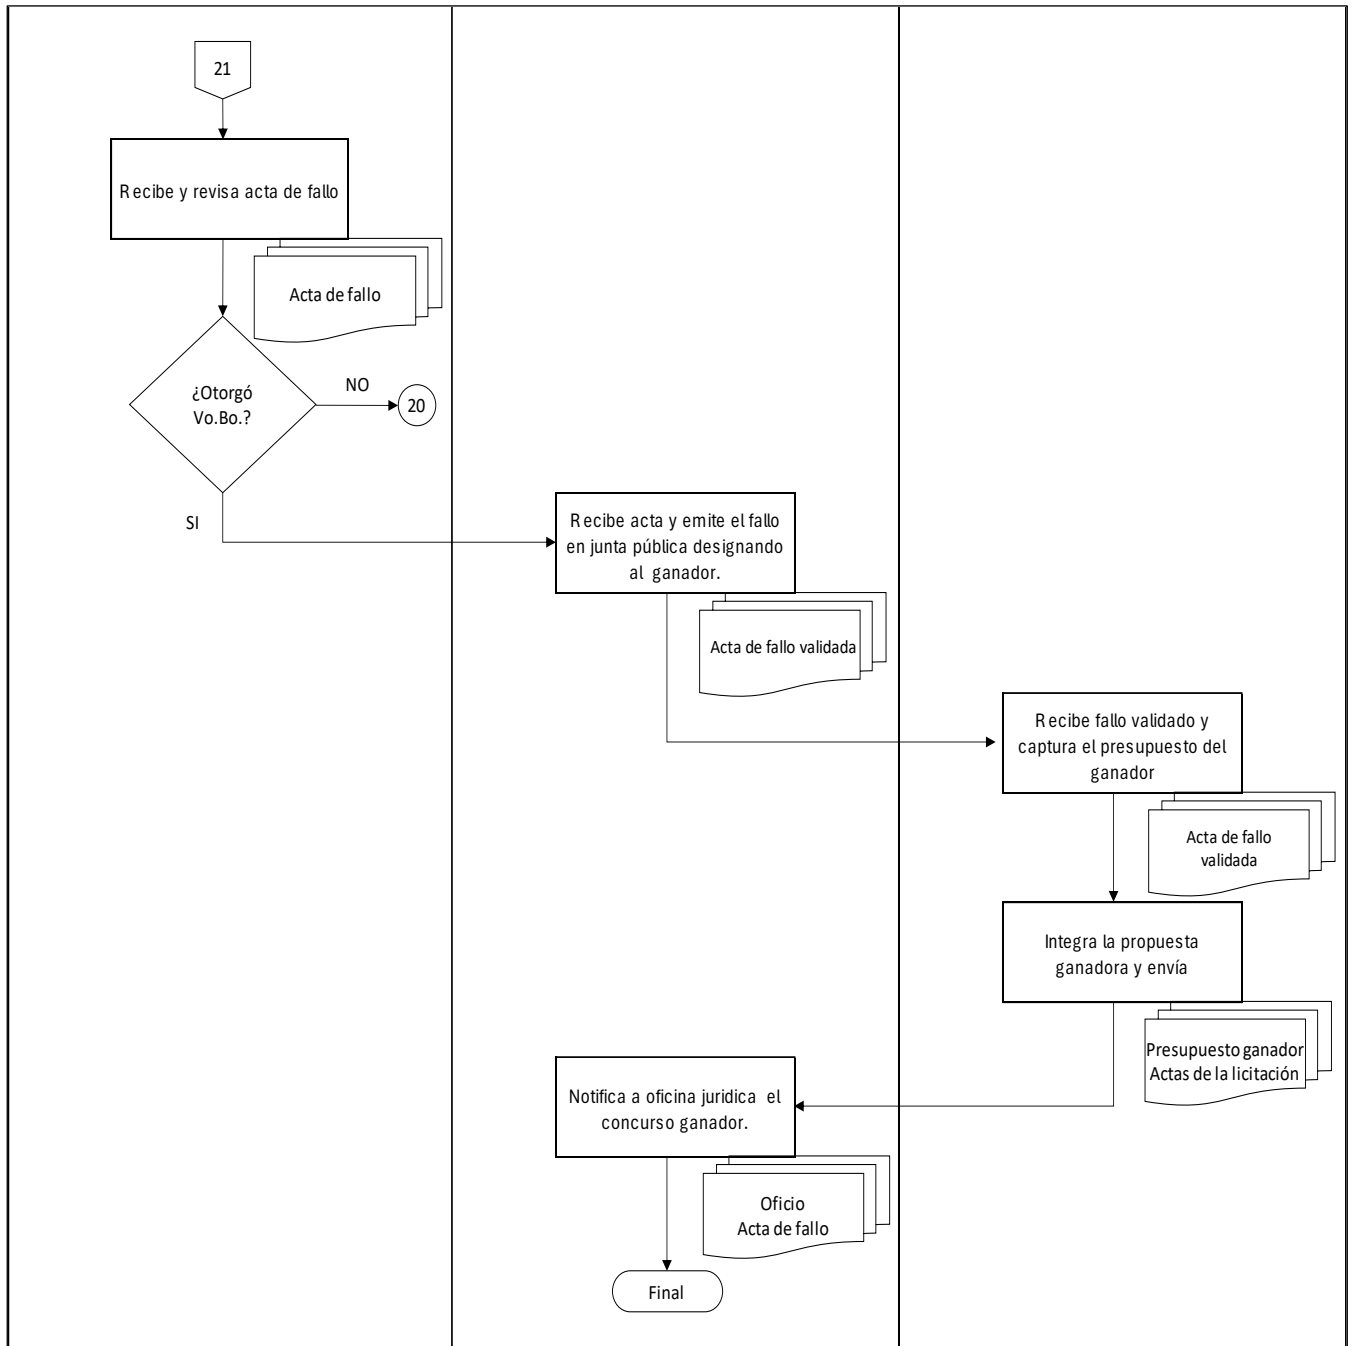 21
Recibe y revisa acta de fallo
Acta de fallo
¿Otorgó
Vo.Bo.?
NO
20
SI
Recibe acta y emite el fallo
en junta pública designando
al ganador.
Acta de fallo validada
Recibe fallo validado y
captura el presupuesto del
ganador
Acta de fallo
validada
Integra la propuesta
ganadora y envía
Presupuesto ganador
Actas de la licitación
Notifica a oficina juridica el
concurso ganador.
Oficio
Acta de fallo
Final